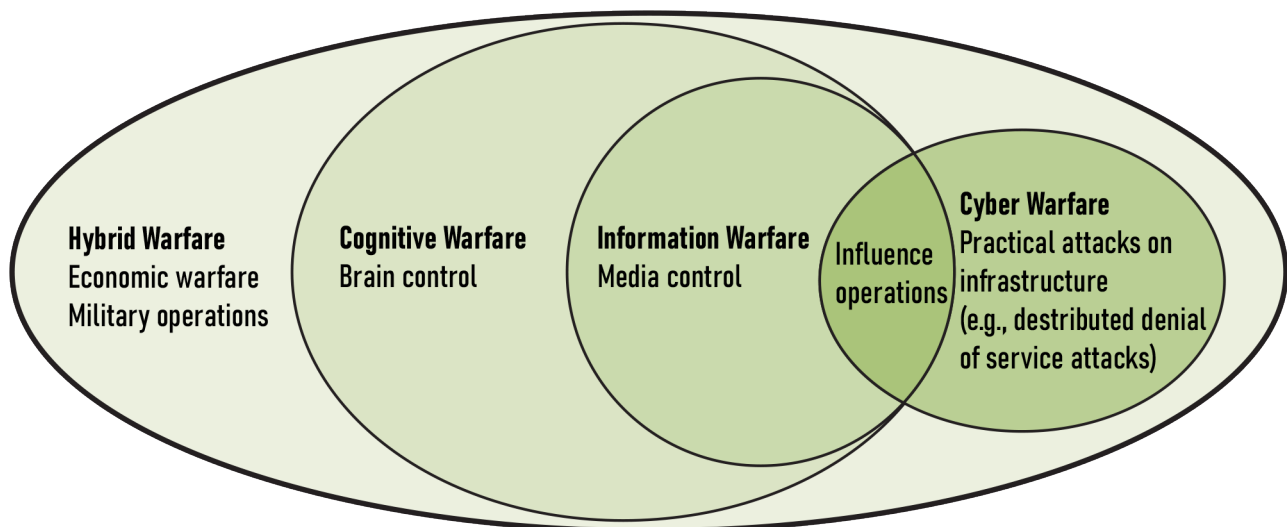 Hybrid Warfare
Economic warfare
Military operations
Cognitive Warfare
Brain control
Information Warfare
Media control
Influence
operations
Cyber Warfare
Practical attacks on
infrastructure
(e.g., destributed denial
of service attacks)